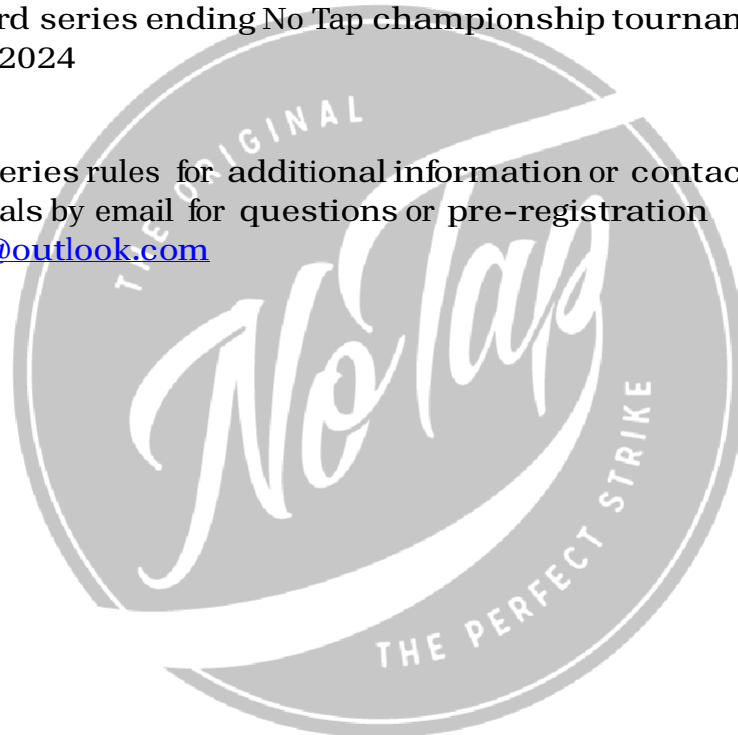 rd series ending No Tap championship tournan
2024
eries rules for additional information or contac
als by email for questions or pre-registration
@outlook.com
THE ORIGINAL
No Tap
THE PERFECT STRIKE